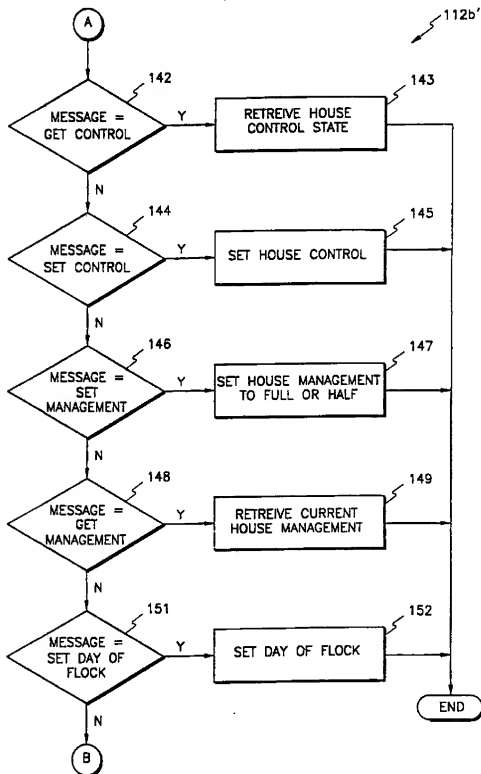 A
112b'
142
MESSAGE =
GET CONTROL
Y
143
RETREIVE HOUSE
CONTROL STATE
N
144
MESSAGE =
SET CONTROL
Y
145
SET HOUSE CONTROL
N
146
MESSAGE =
SET
MANAGEMENT
Y
147
SET HOUSE MANAGEMENT
TO FULL OR HALF
N
148
MESSAGE =
GET
MANAGEMENT
Y
149
RETREIVE CURRENT
HOUSE MANAGEMENT
N
151
MESSAGE =
SET DAY OF
FLOCK
Y
152
SET DAY OF FLOCK
N
END
B